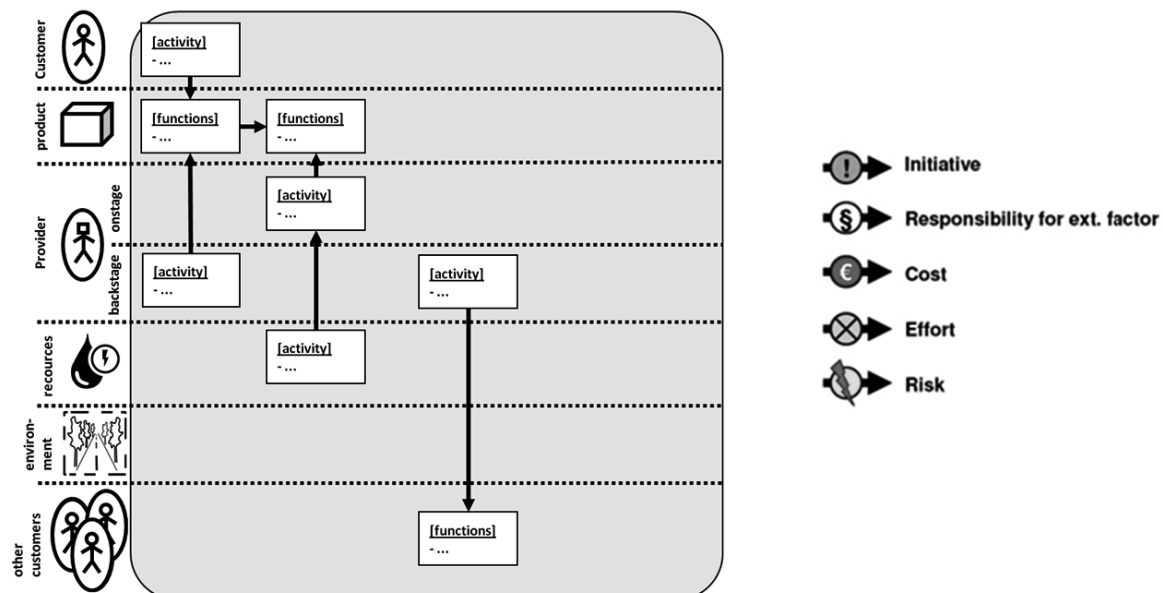 Customer
[activity]
- ...
product
[functions]
- ...
[functions]
- ...
Provider
onstage
[activity]
- ...
backstage
[activity]
- ...
[activity]
- ...
recources
[activity]
- ...
environ-
ment
other
customers
[functions]
- ...
! Initiative
§ Responsibility for ext. factor
€ Cost
Effort
Risk